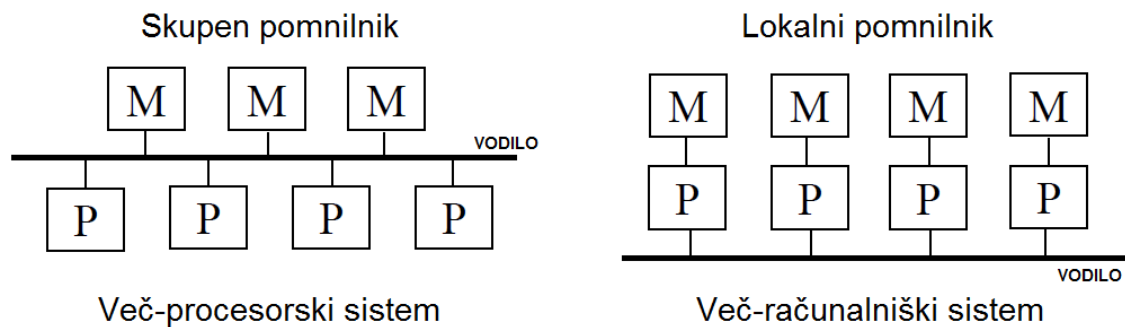 Skupen pomnilnik
M M M
VODILO
P P P P
Več-procesorski sistem
Lokalni pomnilnik
M M M M
P P P P
VODILO
Več-računalniški sistem